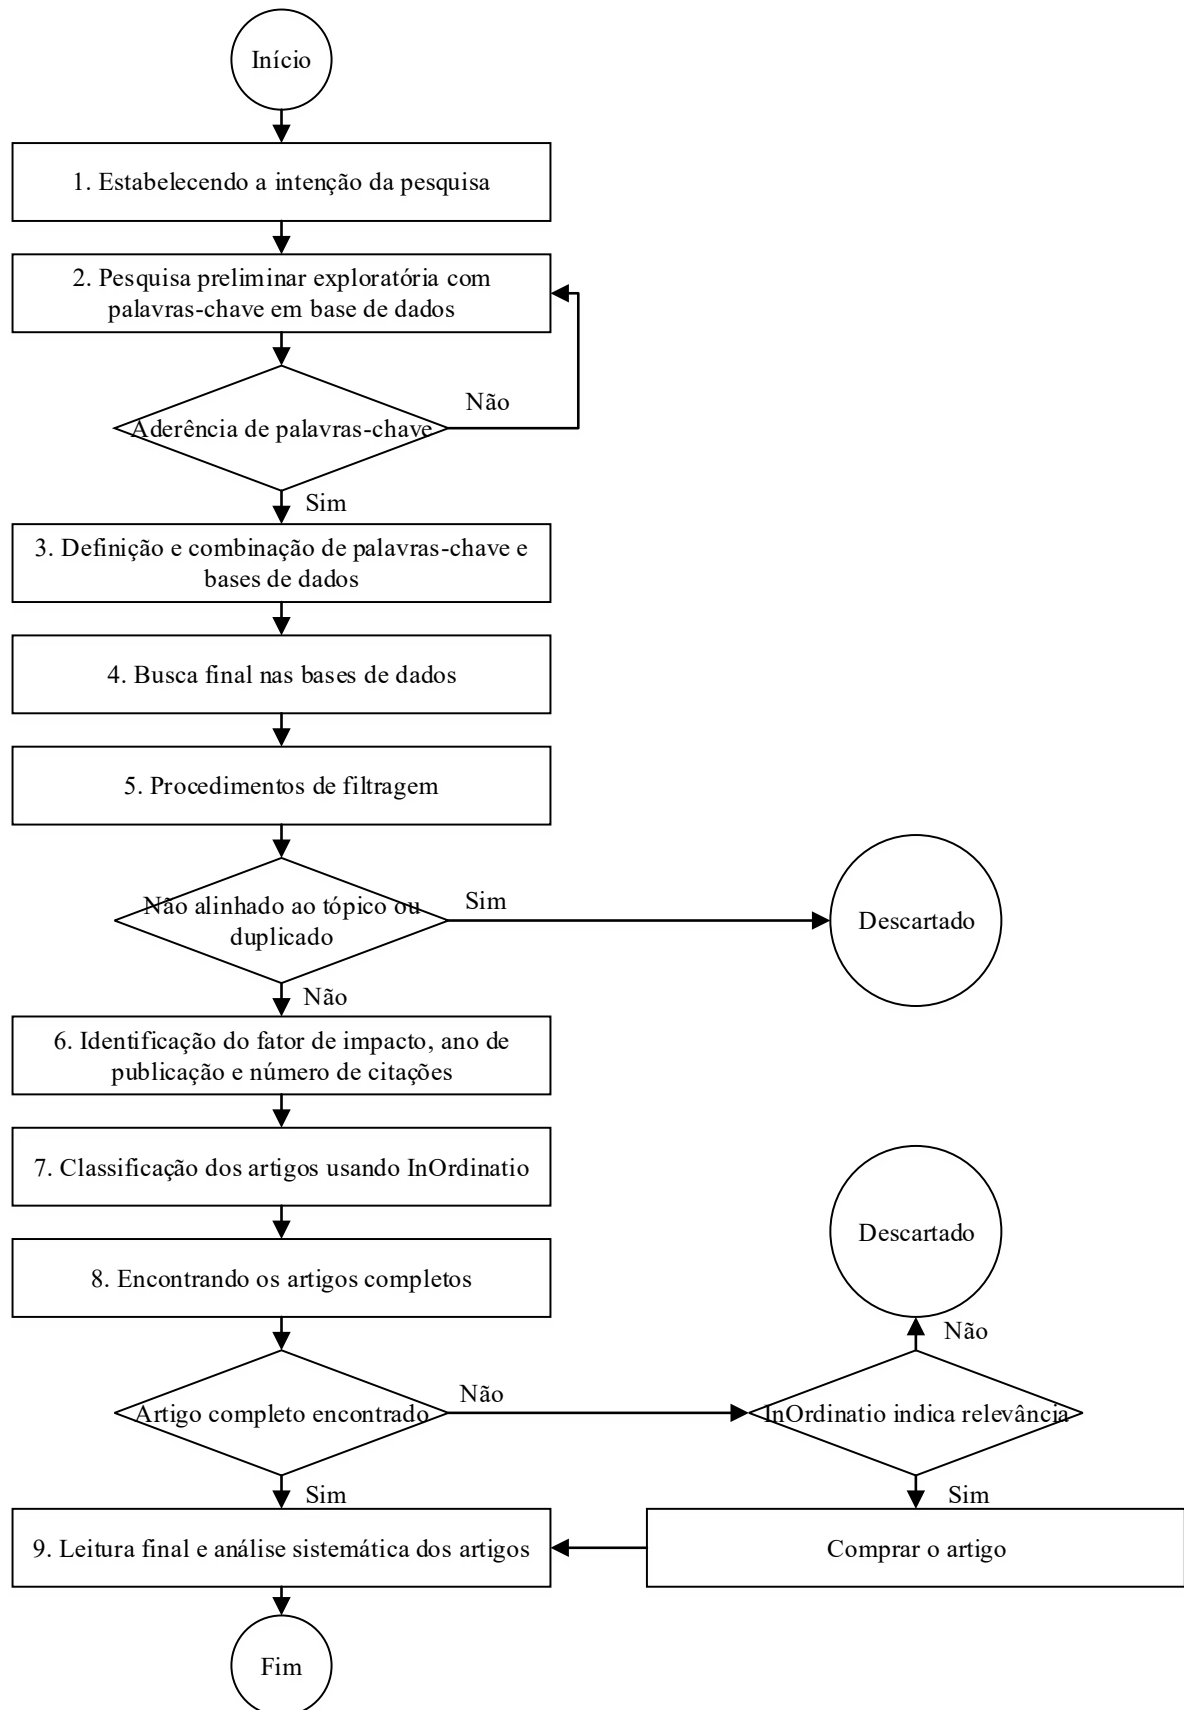 Início
1. Estabelecendo a intenção da pesquisa
2. Pesquisa preliminar exploratória com
palavras-chave em base de dados
Não
Aderência de palavras-chave
Sim
3. Definição e combinação de palavras-chave e
bases de dados
4. Busca final nas bases de dados
5. Procedimentos de filtragem
Não alinhado ao tópico ou
duplicado
Sim
Descartado
Não
6. Identificação do fator de impacto, ano de
publicação e número de citações
7. Classificação dos artigos usando InOrdinatio
8. Encontrando os artigos completos
Descartado
Não
Artigo completo encontrado
Não
InOrdinatio indica relevância
Sim
Sim
9. Leitura final e análise sistemática dos artigos
Comprar o artigo
Fim